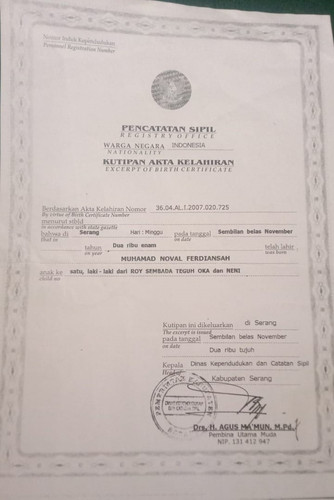 Nomor Induk Kependudukan
Personal Registration Number
PENCATATAN SIPIL
REGISTRY OFFICE
WARGA NEGARA INDONESIA
NATIONALITY
KUTIPAN AKTA KELAHIRAN
EXCERPT OF BIRTH CERTIFICATE
Berdasarkan Akta Kelahiran Nomor 36.04.AL.I.2007.020.725
By virtue of Birth Certificate Number
menurut stbld
in accordance with state gazette
bahwa di Serang Hari : Minggu pada tanggal Sembilan belas November
that in on date
tahun Dua ribu enam telah lahir
on year was born
MUHAMAD NOVAL FERDIANSAH
anak ke satu, laki - laki dari ROY SEMBADA TEGUH OKA dan NENI
child no
Kutipan ini dikeluarkan di Serang
The excerpt is issued
pada tanggal Sembilan belas November
on date
Dua ribu tujuh
Kepala Dinas Kependudukan dan Catatan Sipil
Head of
Kabupaten Serang
Drs. H. AGUS MA'MUN, M.Pd
Pembina Utama Muda
NIP. 131 412 947